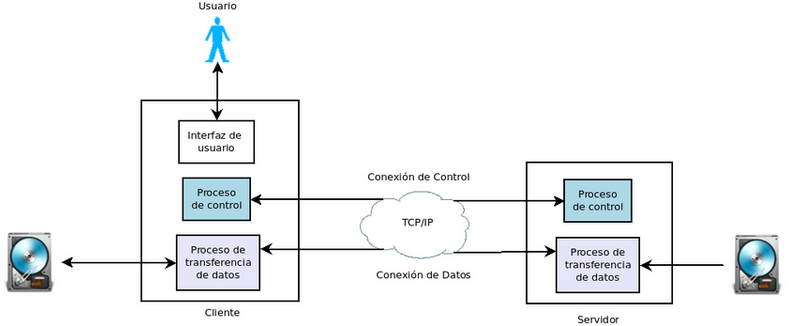 Usuario
Interfaz de
usuario
Conexión de Control
Proceso
de control
Proceso
de control
TCP/IP
Proceso de
transferencia
de datos
Proceso de
transferencia
de datos
Conexión de Datos
Cliente
Servidor